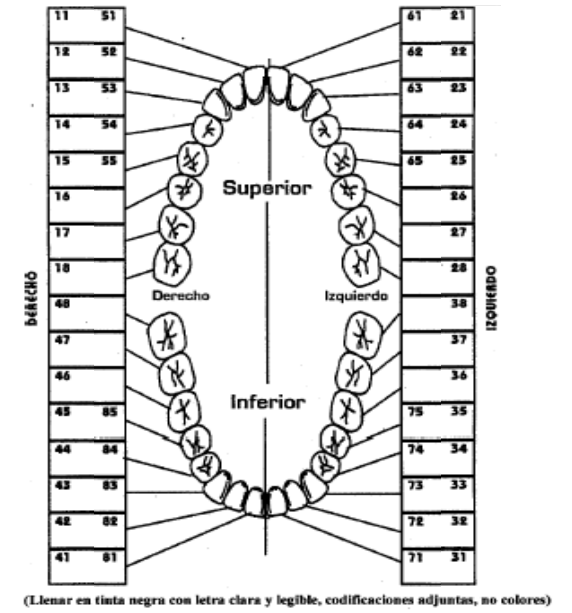 11 51 61 21
12 52 62 22
13 53 63 23
14 54 64 24
15 55 65 25
Superior
16 26
17 27
18 28
Derecho Izquierdo
DERECHO IZQUIERDO
48 38
47 37
46 36
Inferior
45 85 75 35
44 84 74 34
43 83 73 33
42 82 72 32
41 81 71 31
(Llenar en tinta negra con letra clara y legible, codificaciones adjuntas, no colores)